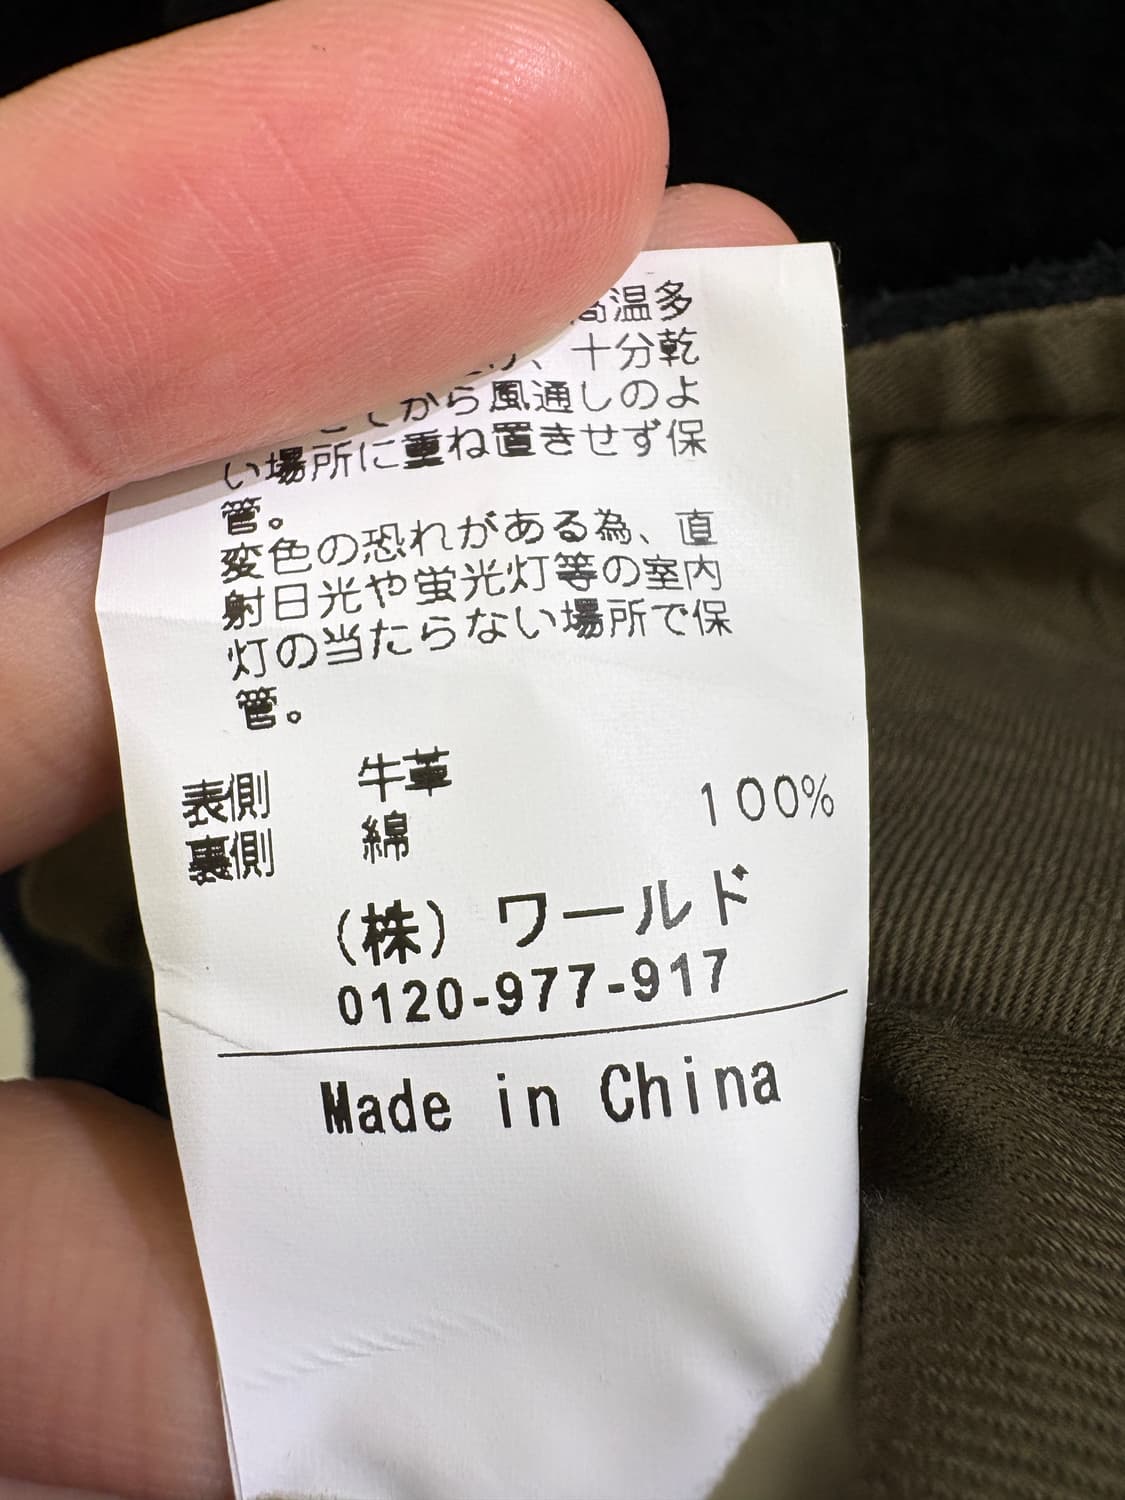 高温多
、十分乾
てから風通しのよ
い場所に重ね置きせず保
管。
変色の恐れがある為、直
射日光や蛍光灯等の室内
灯の当たらない場所で保
管。
表側 牛革
裏側 綿 100%
(株) ワールド
0120-977-917
Made in China